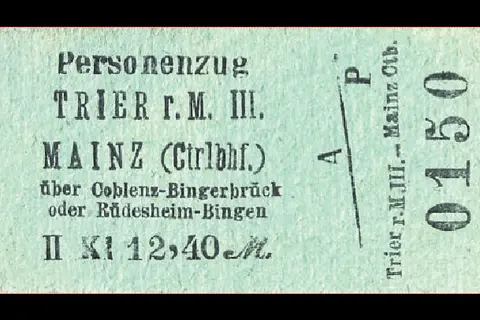 Personenzug
TRIER r.M. III.
MAINZ (Ctrlbhf.)
über Coblenz-Bingerbrück
oder Rüdesheim-Bingen
II Kl 12,40 M.
A
P
Trier r.M III.—Mainz Ctb.
0150